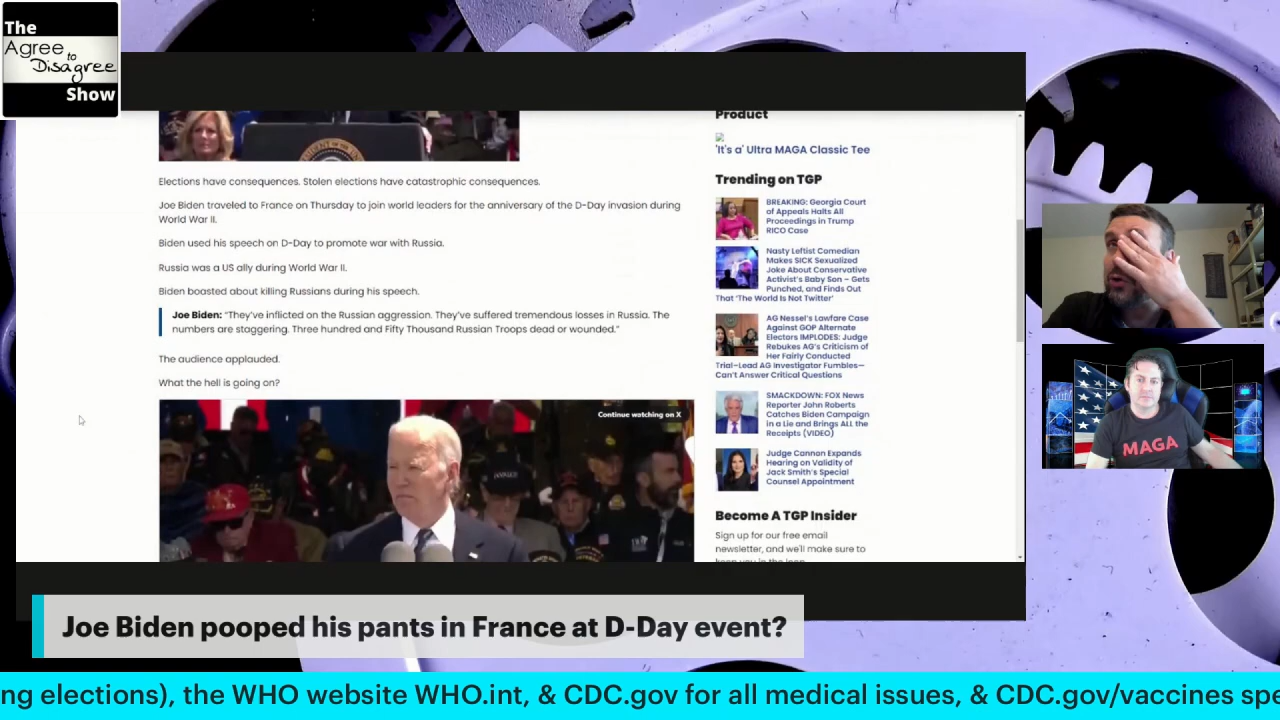 The
Agree
to
Disagree
Show
Elections have consequences. Stolen elections have catastrophic consequences.
Joe Biden traveled to France on Thursday to join world leaders for the anniversary of the D-Day invasion during
World War II.
Biden used his speech on D-Day to promote war with Russia.
Russia was a US ally during World War II.
Biden boasted about killing Russians during his speech.
Joe Biden: “They’ve inflicted on the Russian aggression. They’ve suffered tremendous losses in Russia. The
numbers are staggering. Three hundred and Fifty Thousand Russian Troops dead or wounded.”
The audience applauded.
What the hell is going on?
Continue watching on X
Product
'It's a' Ultra MAGA Classic Tee
Trending on TGP
BREAKING: Georgia Court
of Appeals Halts All
Proceedings in Trump
RICO Case
Nasty Leftist Comedian
Makes SICK Sexualized
Joke About Conservative
Activist's Baby Son – Gets
Punched, and Finds Out
That 'The World Is Not Twitter'
AG Nessel's Lawfare Case
Against GOP Alternate
Electors IMPLODES: Judge
Rebukes AG's Criticism of
Her Fairly Conducted
Trial–Lead AG Investigator Fumbles—
Can't Answer Critical Questions
SMACKDOWN: FOX News
Reporter John Roberts
Catches Biden Campaign
in a Lie and Brings ALL the
Receipts (VIDEO)
Judge Cannon Expands
Hearing on Validity of
Jack Smith's Special
Counsel Appointment
Become A TGP Insider
Sign up for our free email
newsletter, and we'll make sure to
keep you in the loop.
MAGA
Joe Biden pooped his pants in France at D-Day event?
ng elections), the WHO website WHO.int, & CDC.gov for all medical issues, & CDC.gov/vaccines spe